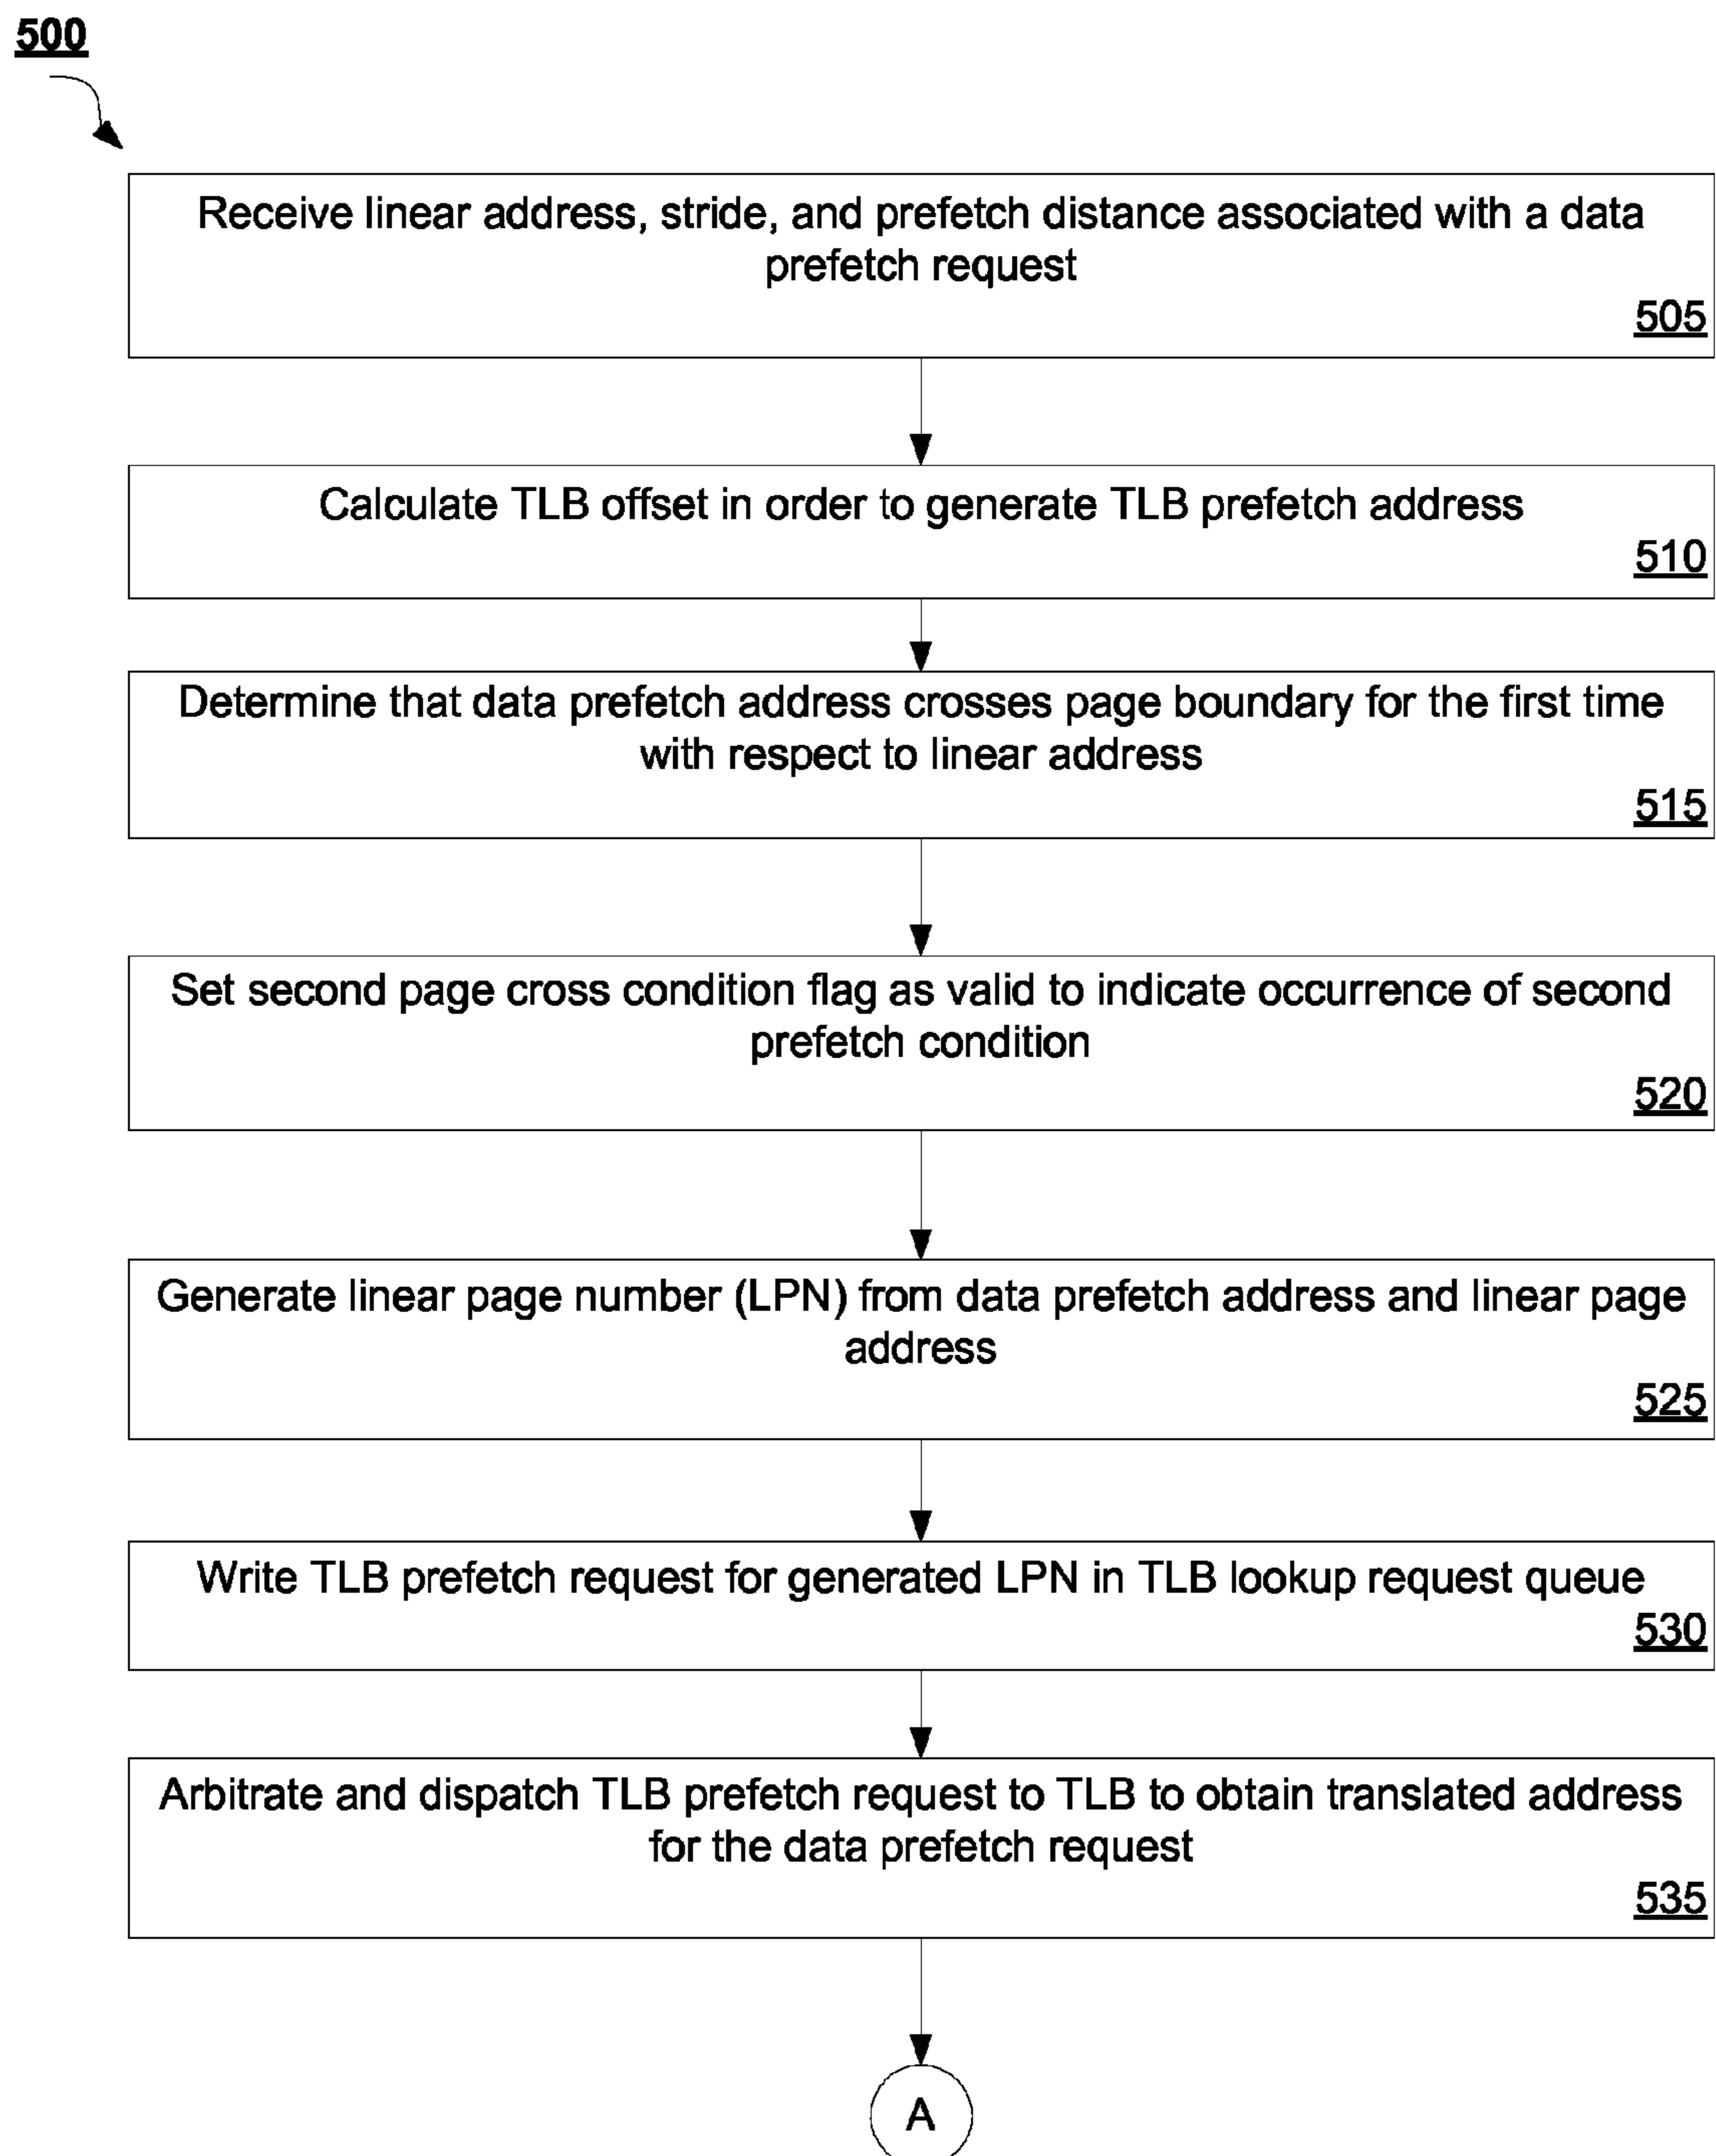 500
Receive linear address, stride, and prefetch distance associated with a data
prefetch request
505
Calculate TLB offset in order to generate TLB prefetch address
510
Determine that data prefetch address crosses page boundary for the first time
with respect to linear address
515
Set second page cross condition flag as valid to indicate occurrence of second
prefetch condition
520
Generate linear page number (LPN) from data prefetch address and linear page
address
525
Write TLB prefetch request for generated LPN in TLB lookup request queue
530
Arbitrate and dispatch TLB prefetch request to TLB to obtain translated address
for the data prefetch request
535
A